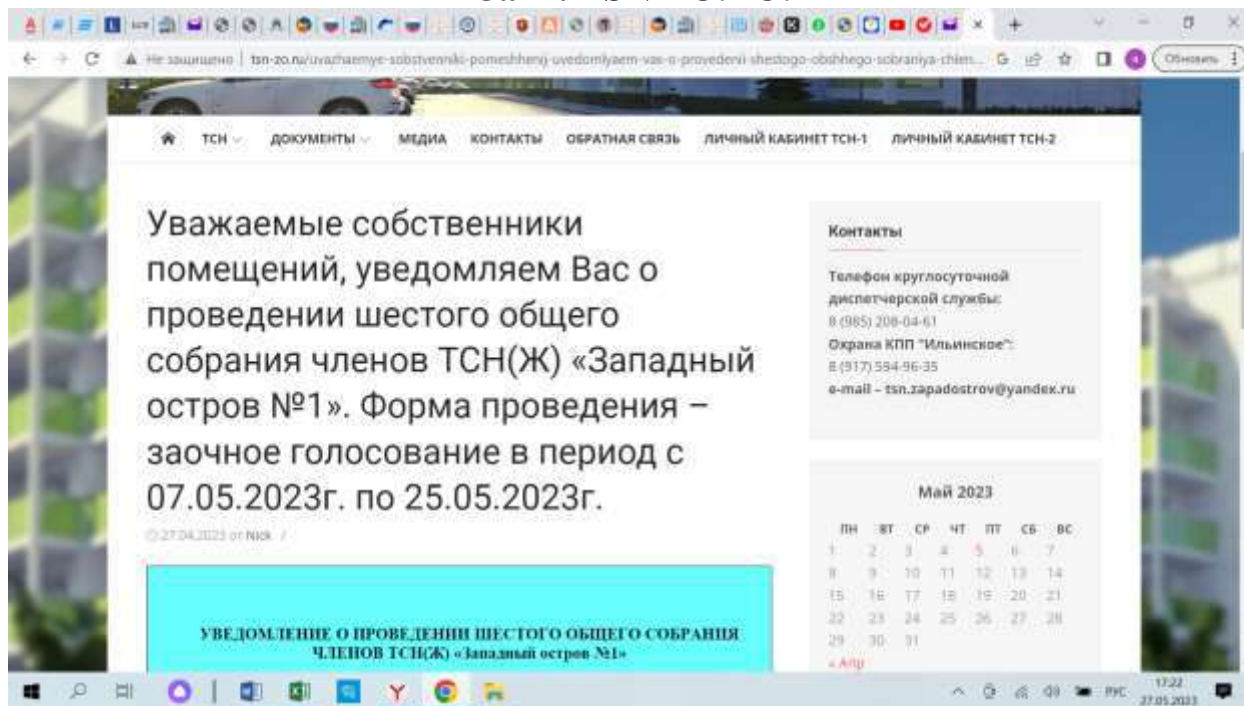 Обновить
Не защищено | tsn-zo.ru/uvazhaemye-sobstvenniki-pomeshhenij-uvedomlyaem-vas-o-provedenii-shestogo-obshhego-sobraniya-chlen...
ТСН ДОКУМЕНТЫ МЕДИА КОНТАКТЫ ОБРАТНАЯ СВЯЗЬ ЛИЧНЫЙ КАБИНЕТ ТСН-1 ЛИЧНЫЙ КАБИНЕТ ТСН-2
Уважаемые собственники
помещений, уведомляем Вас о
проведении шестого общего
собрания членов ТСН(Ж) «Западный
остров №1». Форма проведения –
заочное голосование в период с
07.05.2023г. по 25.05.2023г.
27.04.2023 от Nick /
УВЕДОМЛЕНИЕ О ПРОВЕДЕНИИ ШЕСТОГО ОБЩЕГО СОБРАНИЯ
ЧЛЕНОВ ТСН(Ж) «Западный остров №1»
Контакты
Телефон круглосуточной
диспетчерской службы:
8 (985) 208-04-61
Охрана КПП "Ильинское":
8 (917) 594-96-35
e-mail – tsn.zapadostrov@yandex.ru
Май 2023
ПН ВТ СР ЧТ ПТ СБ ВС
1 2 3 4 5 6 7
8 9 10 11 12 13 14
15 16 17 18 19 20 21
22 23 24 25 26 27 28
29 30 31
« Апр
РУС
17:22
27.05.2023